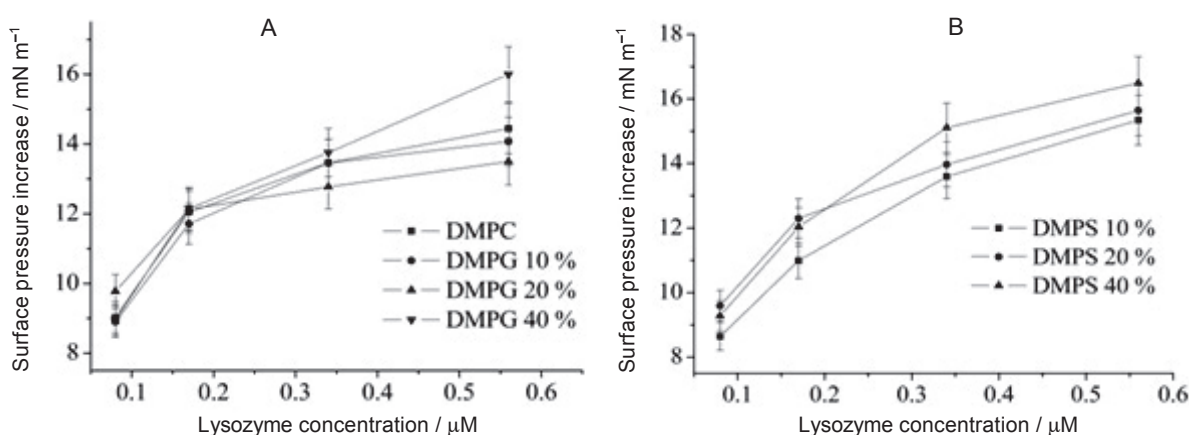 A
Surface pressure increase / mN m⁻¹
16
14
12
10
8
DMPC
DMPG 10 %
DMPG 20 %
DMPG 40 %
0.1 0.2 0.3 0.4 0.5 0.6
Lysozyme concentration / μM
B
Surface pressure increase / mN m⁻¹
18
16
14
12
10
8
DMPS 10 %
DMPS 20 %
DMPS 40 %
0.1 0.2 0.3 0.4 0.5 0.6
Lysozyme concentration / μM